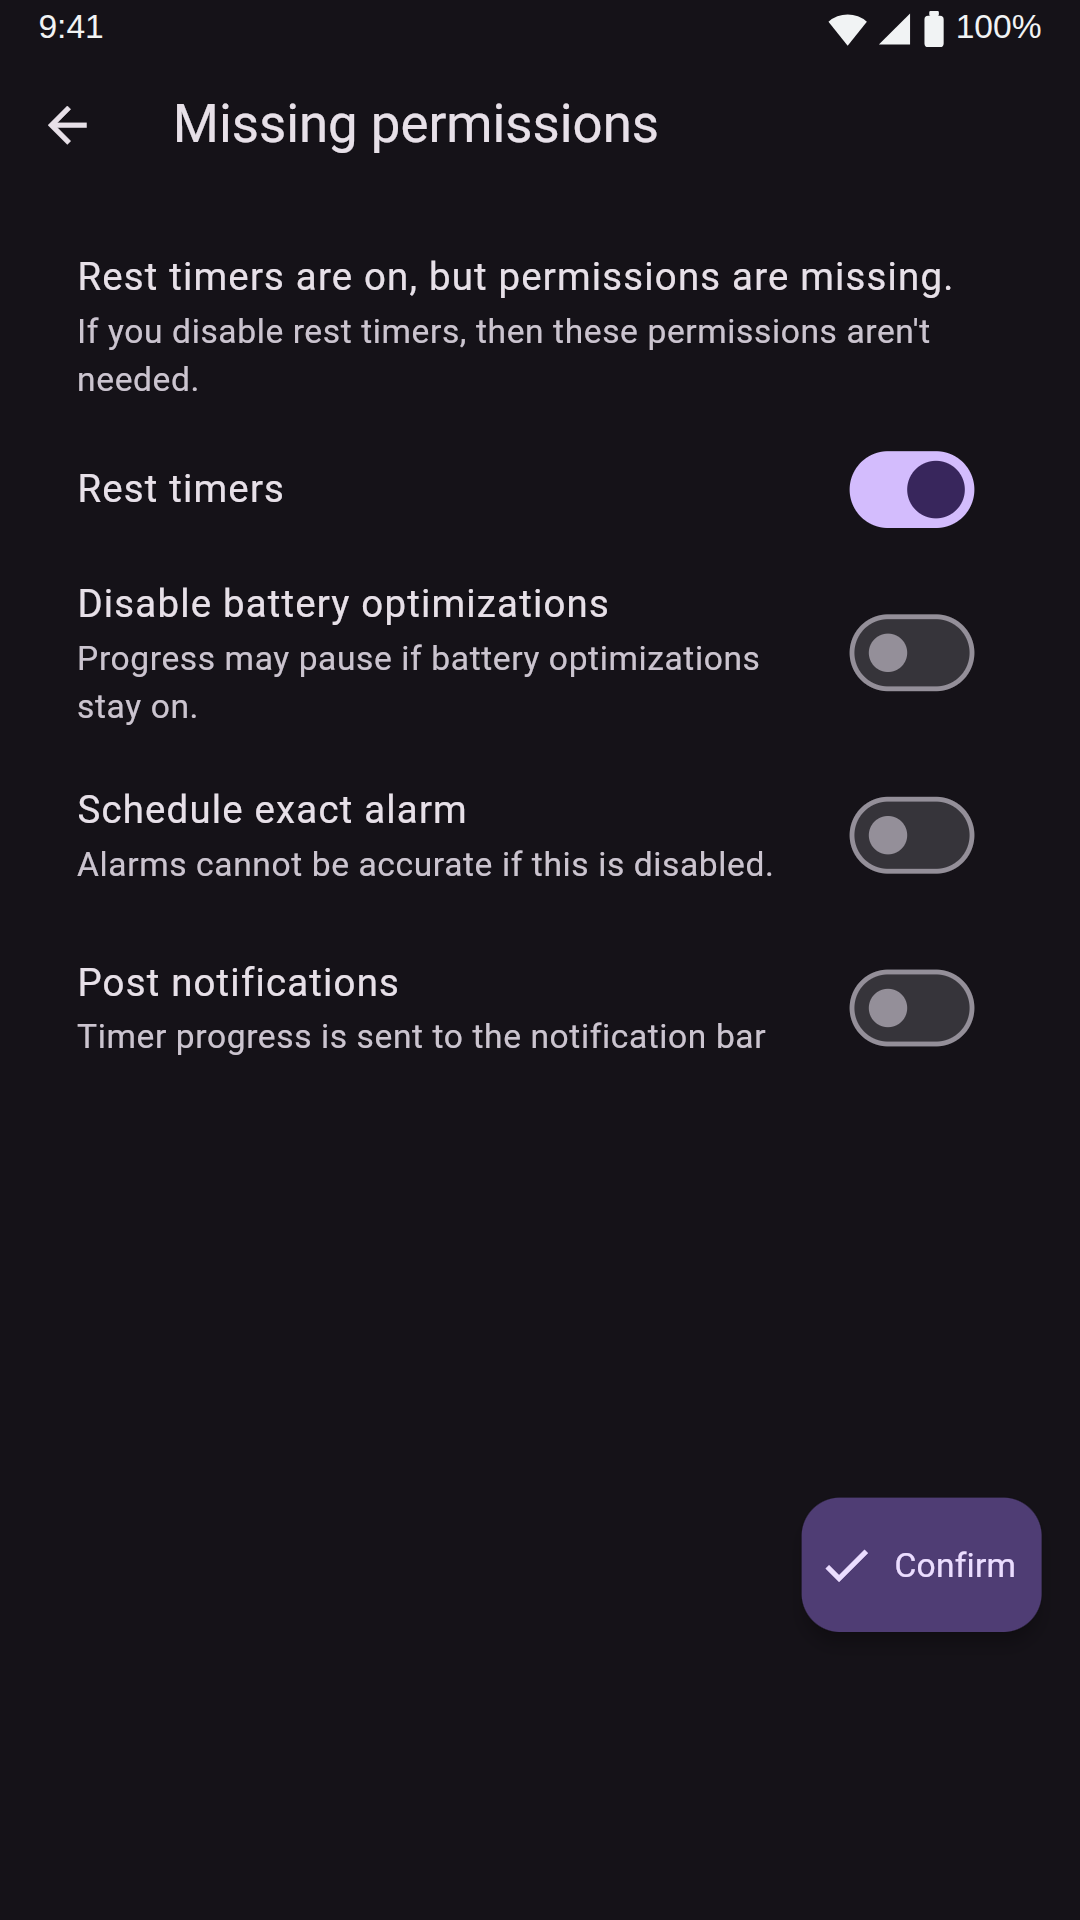 9:41
100%
Missing permissions
Rest timers are on, but permissions are missing.
If you disable rest timers, then these permissions aren't
needed.
Rest timers
Disable battery optimizations
Progress may pause if battery optimizations
stay on.
Schedule exact alarm
Alarms cannot be accurate if this is disabled.
Post notifications
Timer progress is sent to the notification bar
Confirm